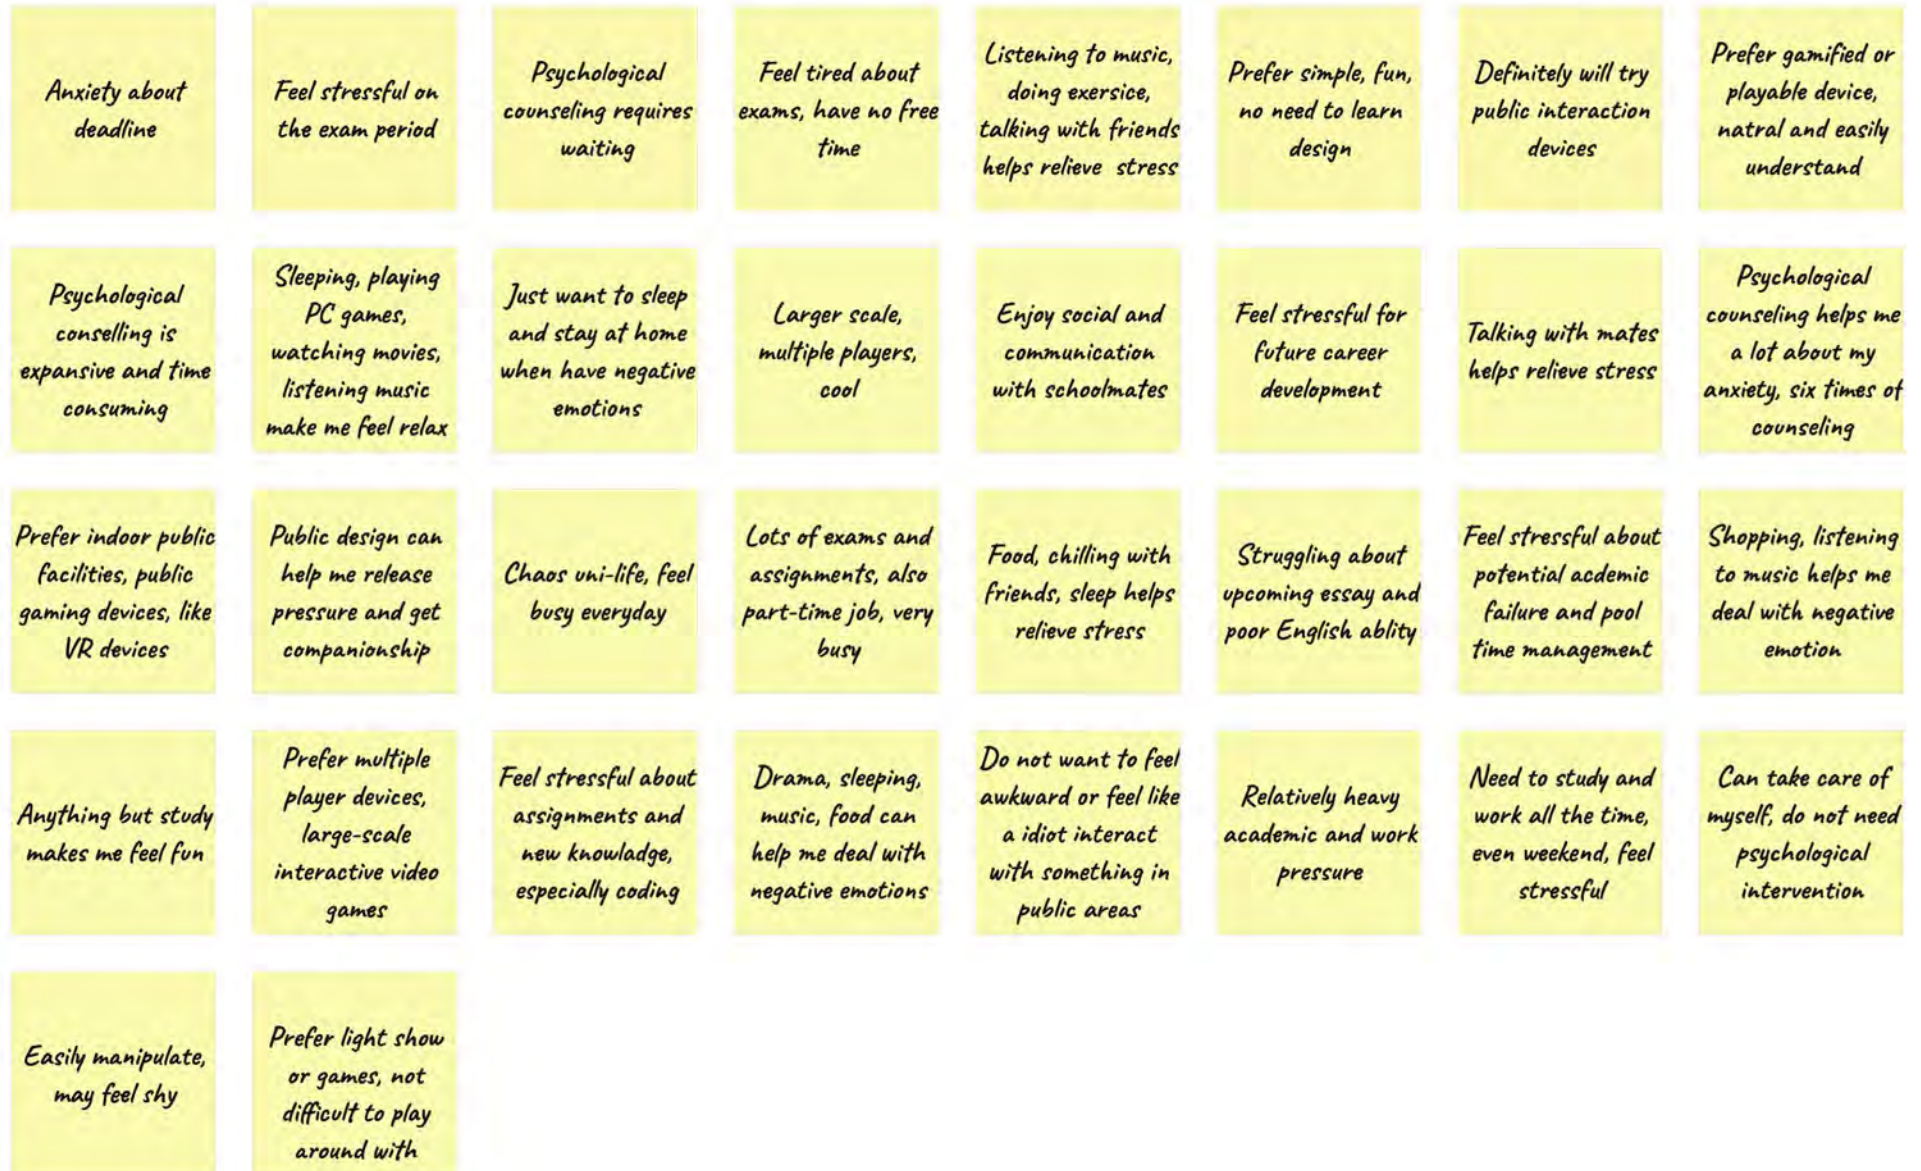 Anxiety about
deadline
Feel stressful on
the exam period
Psychological
counseling requires
waiting
Feel tired about
exams, have no free
time
Listening to music,
doing exersice,
talking with friends
helps relieve stress
Prefer simple, fun,
no need to learn
design
Definitely will try
public interaction
devices
Prefer gamified or
playable device,
natral and easily
understand
Psychological
conselling is
expansive and time
consuming
Sleeping, playing
PC games,
watching movies,
listening music
make me feel relax
Just want to sleep
and stay at home
when have negative
emotions
Larger scale,
multiple players,
cool
Enjoy social and
communication
with schoolmates
Feel stressful for
future career
development
Talking with mates
helps relieve stress
Psychological
counseling helps me
a lot about my
anxiety, six times of
counseling
Prefer indoor public
facilities, public
gaming devices, like
VR devices
Public design can
help me release
pressure and get
companionship
Chaos uni-life, feel
busy everyday
Lots of exams and
assignments, also
part-time job, very
busy
Food, chilling with
friends, sleep helps
relieve stress
Struggling about
upcoming essay and
poor English ablity
Feel stressful about
potential acdemic
failure and pool
time management
Shopping, listening
to music helps me
deal with negative
emotion
Anything but study
makes me feel fun
Prefer multiple
player devices,
large-scale
interactive video
games
Feel stressful about
assignments and
new knowladge,
especially coding
Drama, sleeping,
music, food can
help me deal with
negative emotions
Do not want to feel
awkward or feel like
a idiot interact
with something in
public areas
Relatively heavy
academic and work
pressure
Need to study and
work all the time,
even weekend, feel
stressful
Can take care of
myself, do not need
psychological
intervention
Easily manipulate,
may feel shy
Prefer light show
or games, not
difficult to play
around with